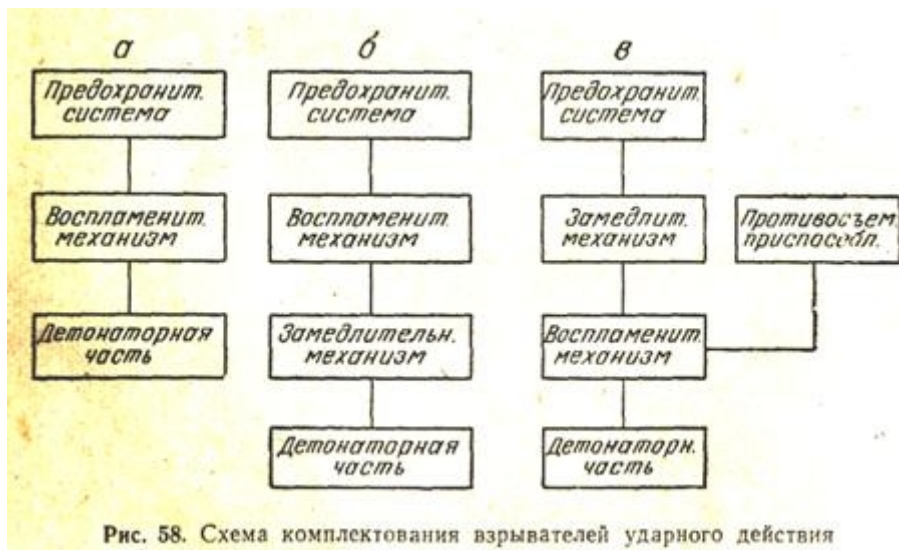 а
Предохранит.
система
Воспламенит.
механизм
Детонаторная
часть
б
Предохранит.
система
Воспламенит.
механизм
Замедлительн.
механизм
Детонаторная
часть
в
Предохранит.
система
Замедлит.
механизм
Воспламенит.
механизм
Детонаторн.
часть
Противосъем.
приспособл.
Рис. 58. Схема комплектования взрывателей ударного действия